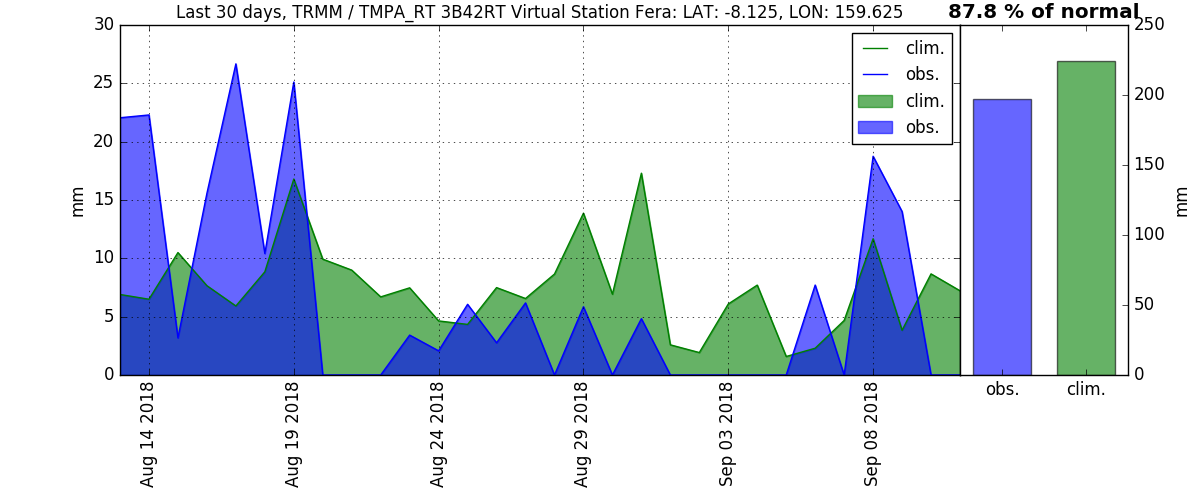 Last 30 days, TRMM / TMPA_RT 3B42RT Virtual Station Fera: LAT: -8.125, LON: 159.625
87.8 % of normal
30
25
20
15
10
5
0
mm
clim.
obs.
clim.
obs.
Aug 14 2018
Aug 19 2018
Aug 24 2018
Aug 29 2018
Sep 03 2018
Sep 08 2018
250
200
150
100
50
0
mm
obs.
clim.